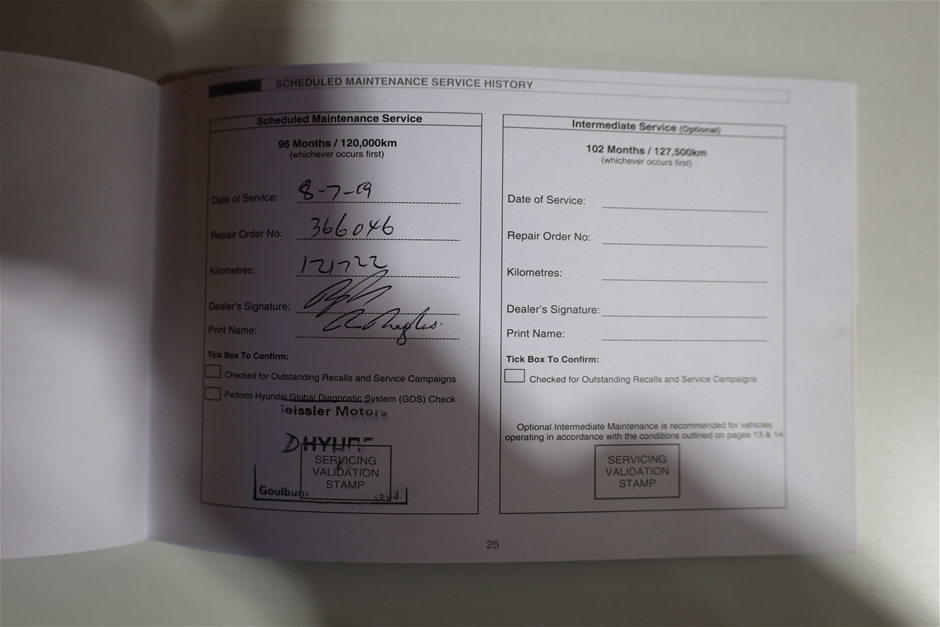 SCHEDULED MAINTENANCE SERVICE HISTORY
Scheduled Maintenance Service
96 Months / 120,000km
(whichever occurs first)
Date of Service: 8-7-19
Repair Order No: 366046
Kilometres: 121722
Dealer's Signature:
Print Name:
Tick Box To Confirm:
Checked for Outstanding Recalls and Service Campaigns
Perform Hyundai Global Diagnostic System (GDS) Check
eissler Motors
SERVICING
VALIDATION
STAMP
Goulburn
Intermediate Service (Optional)
102 Months / 127,500km
(whichever occurs first)
Date of Service:
Repair Order No:
Kilometres:
Dealer's Signature:
Print Name:
Tick Box To Confirm:
Checked for Outstanding Recalls and Service Campaigns
Optional Intermediate Maintenance is recommended for vehicles
operating in accordance with the conditions outlined on pages 13 & 14
SERVICING
VALIDATION
STAMP
25